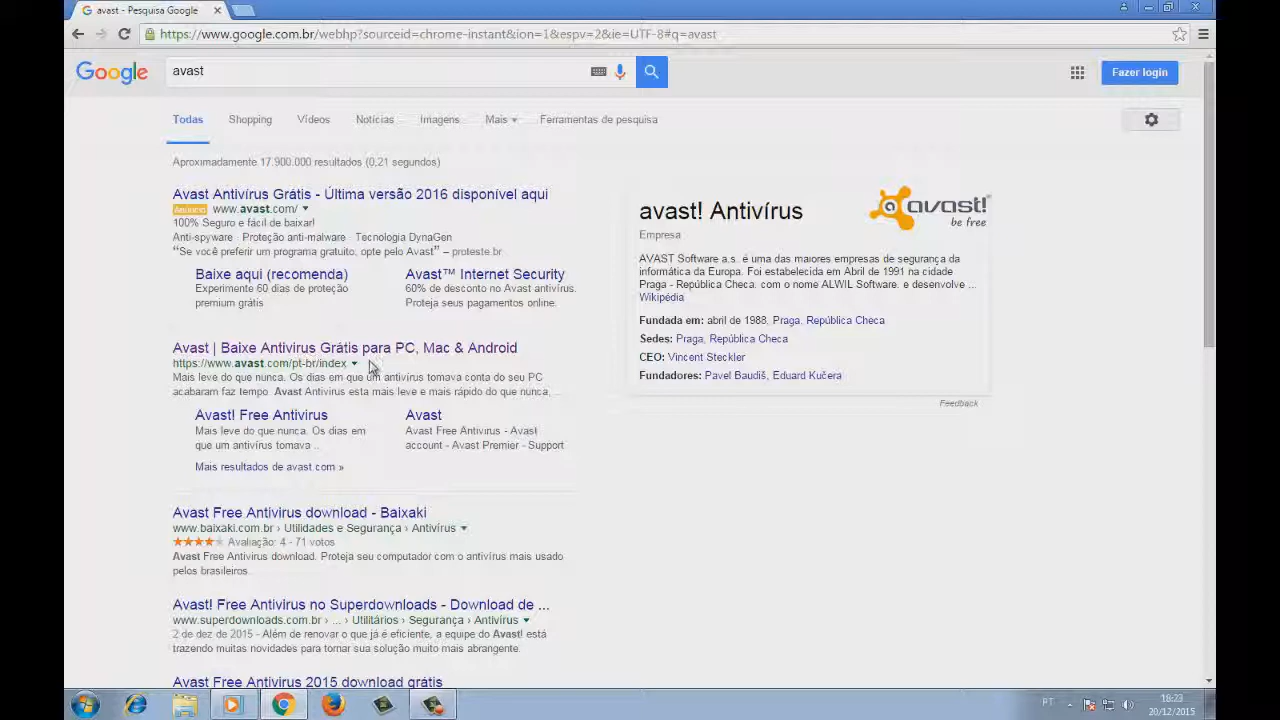 avast - Pesquisa Google
https://www.google.com.br/webhp?sourceid=chrome-instant&ion=1&espv=2&ie=UTF-8#q=avast
Google
avast
Fazer login
Todas
Shopping
Vídeos
Notícias
Imagens
Mais
Ferramentas de pesquisa
Aproximadamente 17.900.000 resultados (0,21 segundos)
Avast Antivírus Grátis - Última versão 2016 disponível aqui
Anúncio www.avast.com/
100% Seguro e fácil de baixar!
Anti-spyware · Proteção anti-malware · Tecnologia DynaGen
“Se você preferir um programa gratuito, opte pelo Avast” – proteste.br
Baixe aqui (recomenda)
Experimente 60 dias de proteção
premium grátis
Avast™ Internet Security
60% de desconto no Avast antivírus.
Proteja seus pagamentos online.
Avast | Baixe Antivirus Grátis para PC, Mac & Android
https://www.avast.com/pt-br/index
Mais leve do que nunca. Os dias em que um antivírus tomava conta do seu PC
acabaram faz tempo. Avast Antivírus esta mais leve e mais rápido do que nunca, ...
Avast! Free Antivirus
Mais leve do que nunca. Os dias em
que um antivírus tomava ...
Avast
Avast Free Antivirus - Avast
account - Avast Premier - Support
Mais resultados de avast.com »
Avast Free Antivirus download - Baixaki
www.baixaki.com.br › Utilidades e Segurança › Antivírus
Avaliação: 4 - 71 votos
Avast Free Antivirus download. Proteja seu computador com o antivírus mais usado
pelos brasileiros.
Avast! Free Antivirus no Superdownloads - Download de ...
www.superdownloads.com.br › ... › Utilitários › Segurança › Antivírus
2 de dez de 2015 - Além de renovar o que já é eficiente, a equipe do Avast! está
trazendo muitas novidades para tornar sua solução muito mais abrangente.
Avast Free Antivirus 2015 download grátis
avast! Antivírus
Empresa
avast!
be free
AVAST Software a.s. é uma das maiores empresas de segurança da
informática da Europa. Foi estabelecida em Abril de 1991 na cidade
Praga - República Checa, com o nome ALWIL Software, e desenvolve ...
Wikipédia
Fundada em: abril de 1988, Praga, República Checa
Sedes: Praga, República Checa
CEO: Vincent Steckler
Fundadores: Pavel Baudiš, Eduard Kučera
Feedback
PT
18:23
20/12/2015